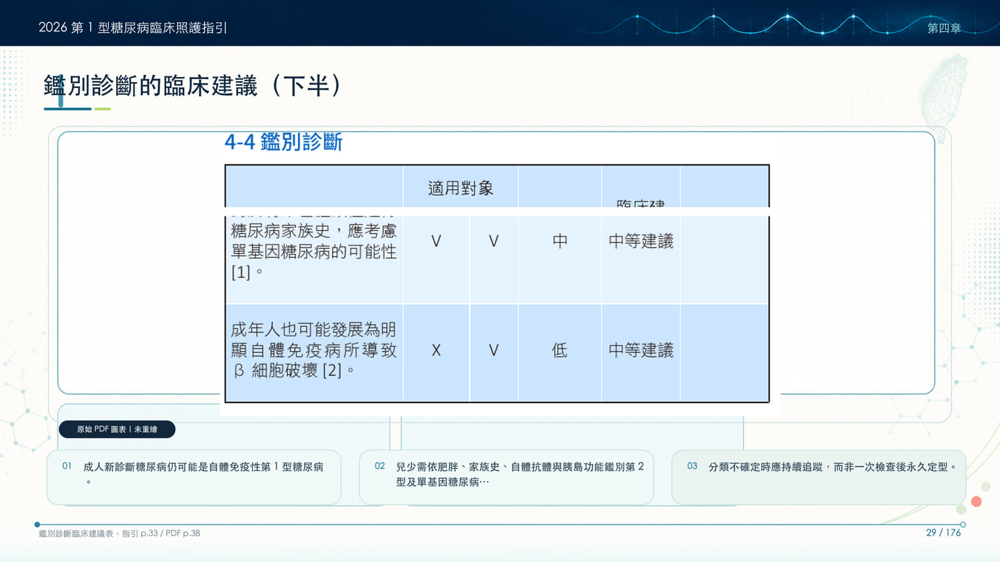 2026 第 1 型糖尿病臨床照護指引
第四章
鑑別診斷的臨床建議（下半）
4-4 鑑別診斷
適用對象
臨床建
糖尿病家族史，應考慮
單基因糖尿病的可能性
[1]。
V V 中 中等建議
成年人也可能發展為明
顯自體免疫病所導致
β 細胞破壞 [2]。
X V 低 中等建議
原始 PDF 圖表｜未重繪
01 成人新診斷糖尿病仍可能是自體免疫性第 1 型糖尿病
。
02 兒少需依肥胖、家族史、自體抗體與胰島功能鑑別第 2
型及單基因糖尿病…
03 分類不確定時應持續追蹤，而非一次檢查後永久定型。
鑑別診斷臨床建議表，指引 p.33 / PDF p.38
29 / 176